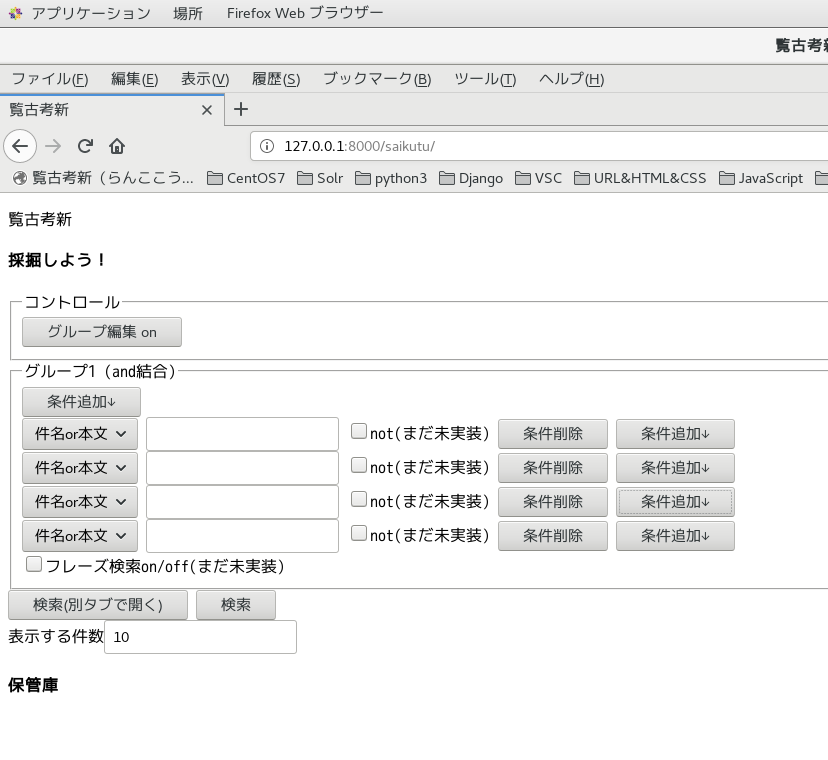 アプリケーション 場所 Firefox Web ブラウザー
覧古考新
ファイル(F) 編集(E) 表示(V) 履歴(S) ブックマーク(B) ツール(T) ヘルプ(H)
覧古考新
127.0.0.1:8000/saikutu/
覧古考新（らんここう... CentOS7 Solr python3 Django VSC URL&HTML&CSS JavaScript
覧古考新
採掘しよう！
コントロール
グループ編集 on
グループ1（and結合）
条件追加↓
件名or本文 not(まだ未実装) 条件削除 条件追加↓
件名or本文 not(まだ未実装) 条件削除 条件追加↓
件名or本文 not(まだ未実装) 条件削除 条件追加↓
件名or本文 not(まだ未実装) 条件削除 条件追加↓
フレーズ検索on/off(まだ未実装)
検索(別タブで開く) 検索
表示する件数 10
保管庫